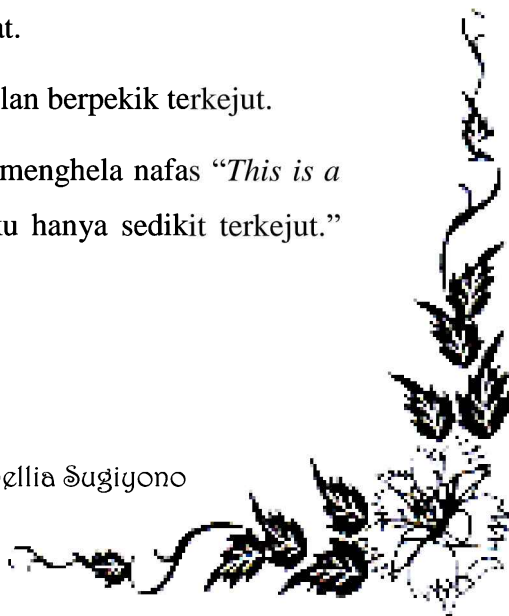 at.
lan berpekik terkejut.
menghela nafas “This is a
ku hanya sedikit terkejut.”
ellia Sugiyono